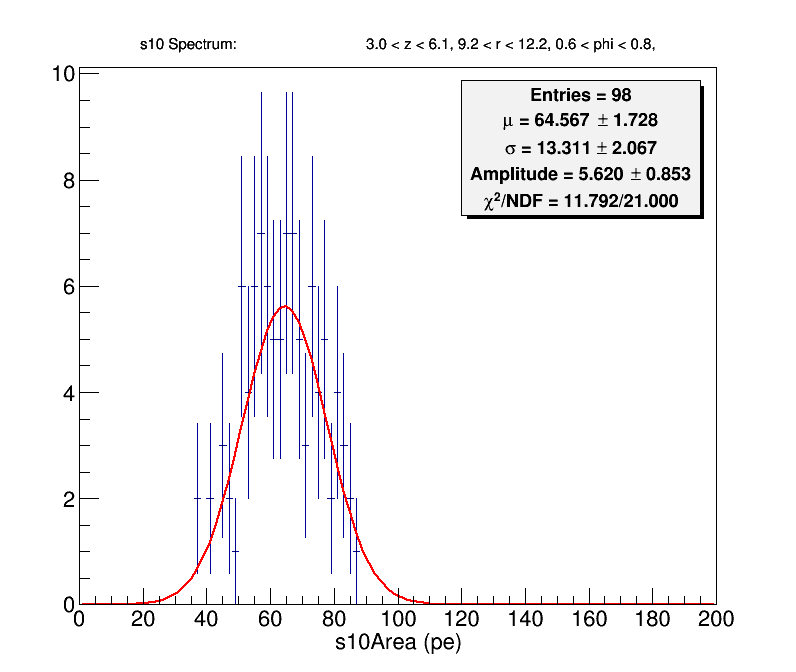 s10 Spectrum: 3.0 < z < 6.1, 9.2 < r < 12.2, 0.6 < phi < 0.8,
Entries = 98
μ = 64.567 ± 1.728
σ = 13.311 ± 2.067
Amplitude = 5.620 ± 0.853
χ²/NDF = 11.792/21.000
10
8
6
4
2
0
0 20 40 60 80 100 120 140 160 180 200
s10Area (pe)